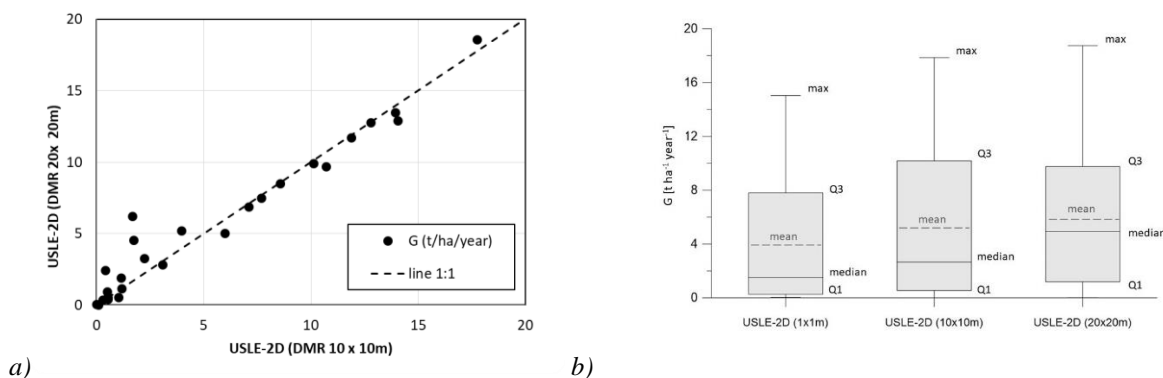 20
15
10
5
0
0 5 10 15 20
USLE-2D (DMR 20x 20m)
USLE-2D (DMR 10 x 10m)
G (t/ha/year)
line 1:1
a)
20
16
12
8
4
0
G [t ha-1 year-1]
max
Q3
mean
median
Q1
max
Q3
mean
median
Q1
max
Q3
mean
median
Q1
USLE-2D (1x1m) USLE-2D (10x10m) USLE-2D (20x20m)
b)